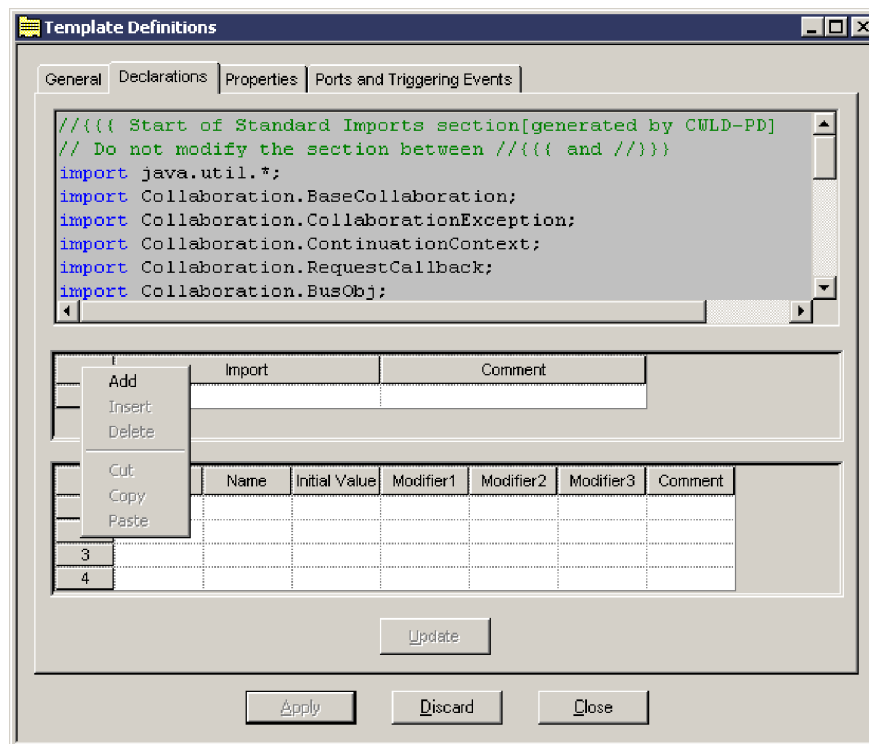 Template Definitions
General Declarations Properties Ports and Triggering Events
//{{{ Start of Standard Imports section[generated by CWLD-PD]
// Do not modify the section between //{{{ and //}}}
import java.util.*;
import Collaboration.BaseCollaboration;
import Collaboration.CollaborationException;
import Collaboration.ContinuationContext;
import Collaboration.RequestCallback;
import Collaboration.BusObj;
Import Comment
Add
Insert
Delete
Cut
Copy
Paste
Name Initial Value Modifier1 Modifier2 Modifier3 Comment
3
4
Update
Apply Discard Close